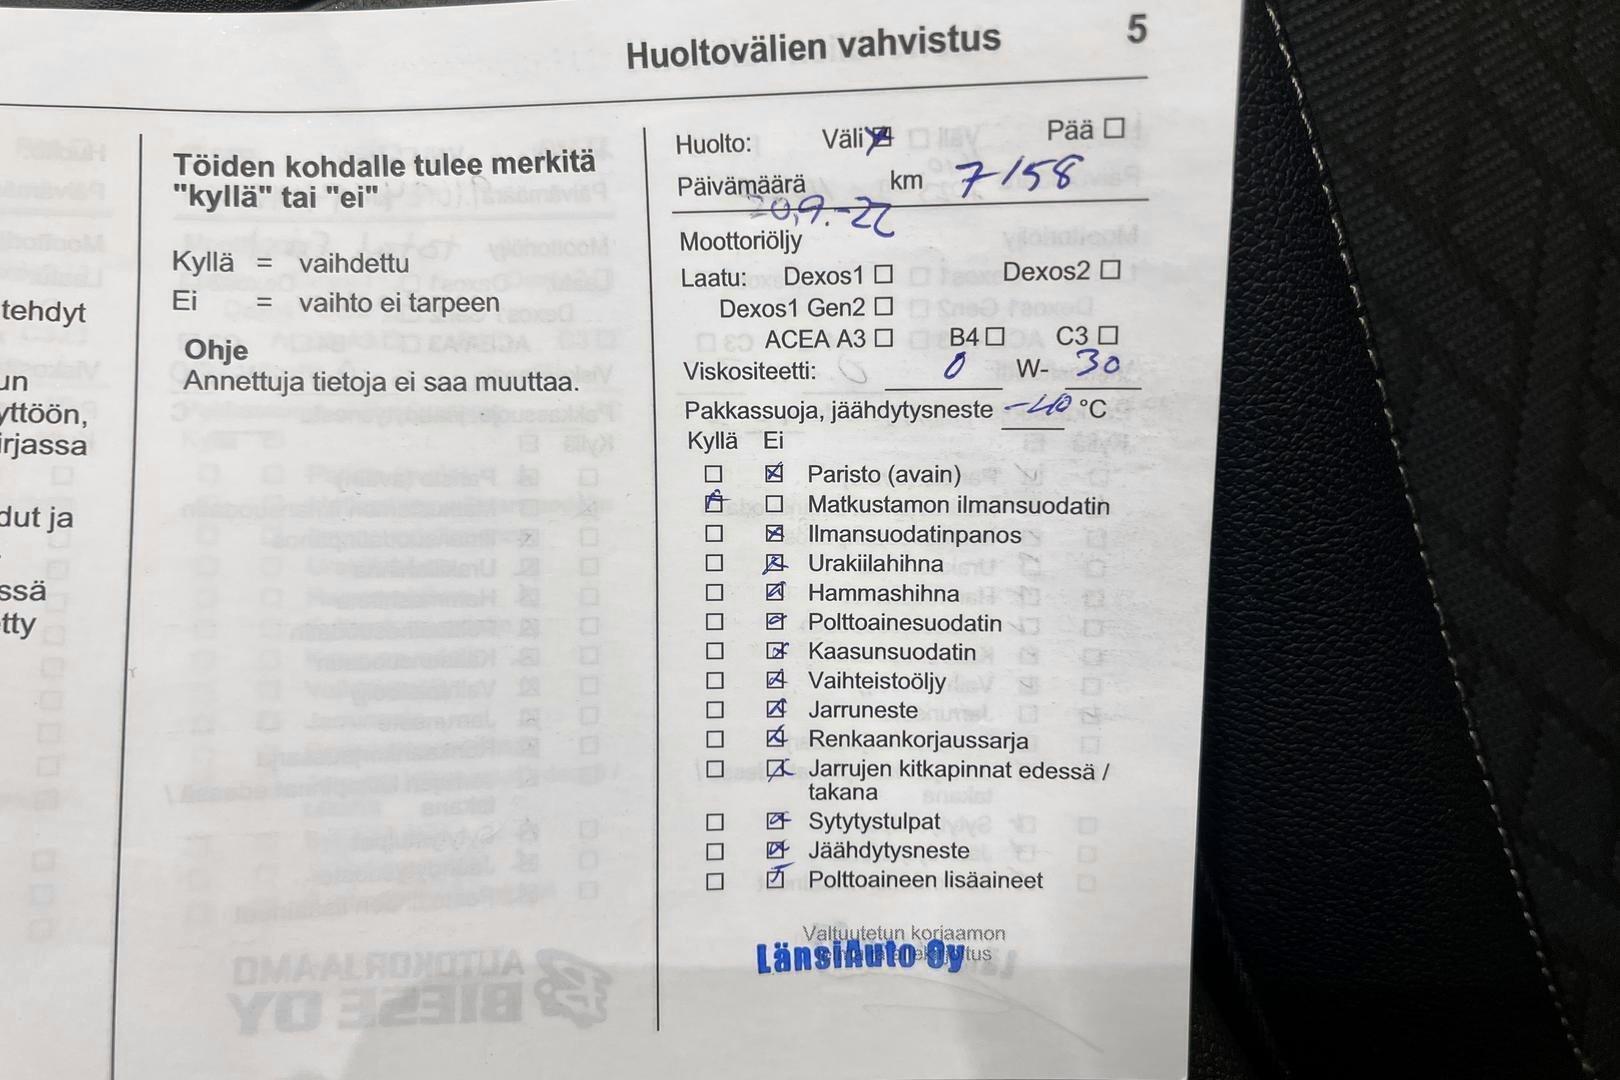 Huoltovälien vahvistus 5
tehdyt
un
yttöön,
irjassa
dut ja
ssä
tty
Töiden kohdalle tulee merkitä
"kyllä" tai "ei"
Kyllä = vaihdettu
Ei = vaihto ei tarpeen
Ohje
Annettuja tietoja ei saa muuttaa.
Huolto: Väli Pää
Päivämäärä km 7158
20.9.-22
Moottoriöljy
Laatu: Dexos1 Dexos2
Dexos1 Gen2
ACEA A3 B4 C3
Viskositeetti: 0 W- 30
Pakkassuoja, jäähdytysneste -40 °C
Kyllä Ei
Paristo (avain)
Matkustamon ilmansuodatin
Ilmansuodatinpanos
Urakiilahihna
Hammashihna
Polttoainesuodatin
Kaasunsuodatin
Vaihteistoöljy
Jarruneste
Renkaankorjaussarja
Jarrujen kitkapinnat edessä /
takana
Sytytystulpat
Jäähdytysneste
Polttoaineen lisäaineet
Valtuutetun korjaamon
LänsiAuto Oy
AUTOKORJAAMO
BIESE OY